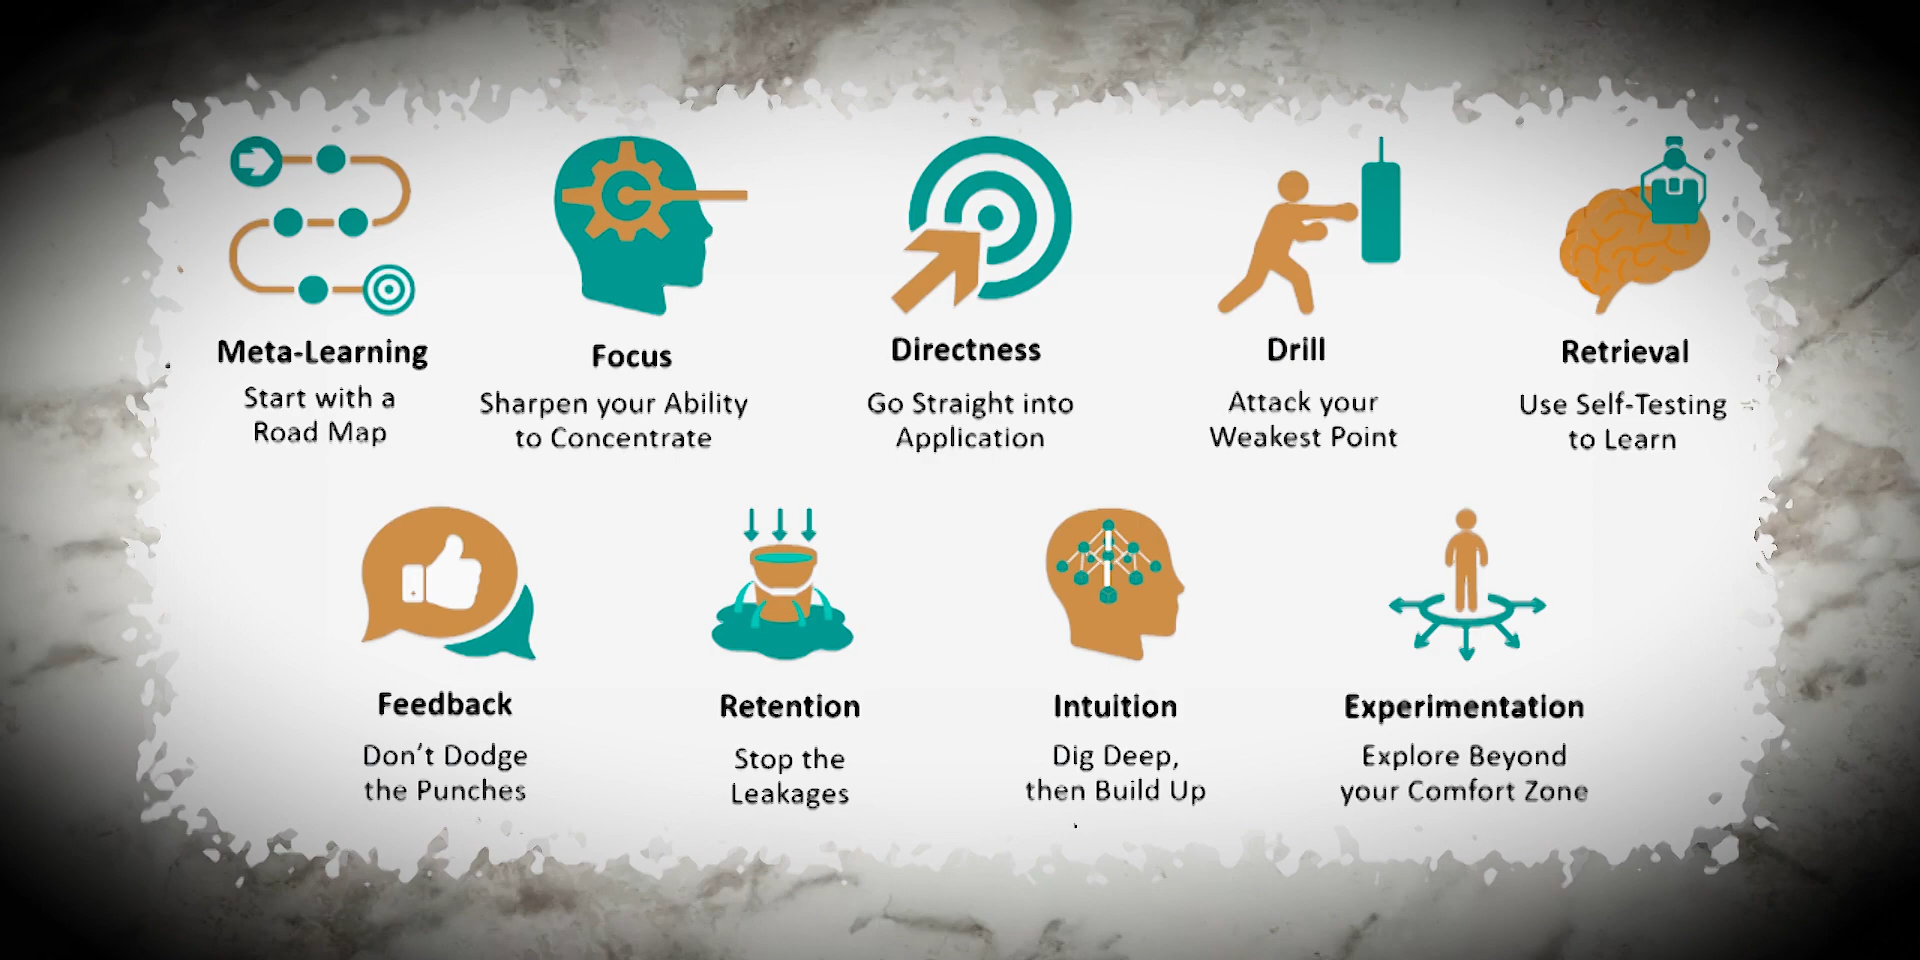 Meta-Learning
Start with a
Road Map
Focus
Sharpen your Ability
to Concentrate
Directness
Go Straight into
Application
Drill
Attack your
Weakest Point
Retrieval
Use Self-Testing
to Learn
Feedback
Don't Dodge
the Punches
Retention
Stop the
Leakages
Intuition
Dig Deep,
then Build Up
Experimentation
Explore Beyond
your Comfort Zone